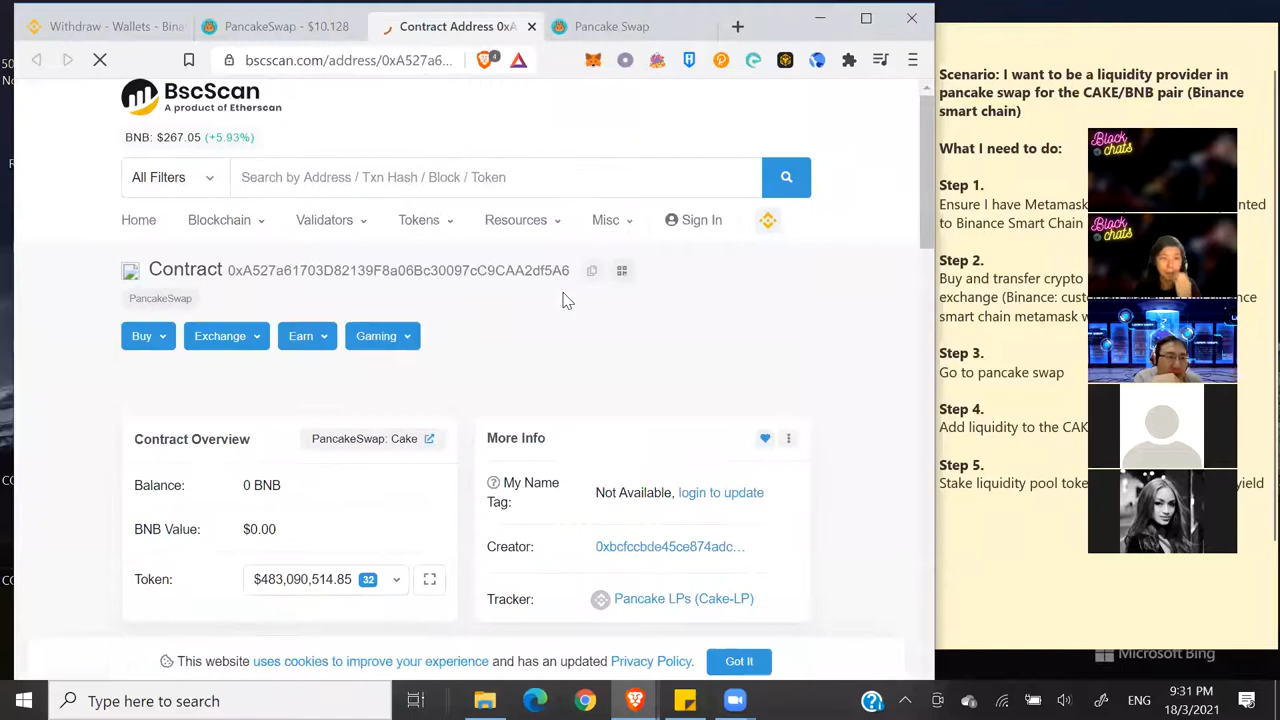 Withdraw - Wallets - Bina
PancakeSwap - $10.128
Contract Address 0xA
Pancake Swap
bscscan.com/address/0xA527a6...
4
BscScan
A product of Etherscan
BNB: $267.05 (+5.93%)
All Filters
Search by Address / Txn Hash / Block / Token
Home
Blockchain
Validators
Tokens
Resources
Misc
Sign In
Contract 0xA527a61703D82139F8a06Bc30097cC9CAA2df5A6
PancakeSwap
Buy
Exchange
Earn
Gaming
Contract Overview
PancakeSwap: Cake
Balance:
0 BNB
BNB Value:
$0.00
Token:
$483,090,514.85 32
More Info
My Name Tag:
Not Available, login to update
Creator:
0xbcfccbde45ce874adc...
Tracker:
Pancake LPs (Cake-LP)
This website uses cookies to improve your experience and has an updated Privacy Policy.
Got It
Scenario: I want to be a liquidity provider in
pancake swap for the CAKE/BNB pair (Binance
smart chain)
What I need to do:
Step 1.
Ensure I have Metamask nted
to Binance Smart Chain
Step 2.
Buy and transfer crypto
exchange (Binance: cust nance
smart chain metamask w
Step 3.
Go to pancake swap
Step 4.
Add liquidity to the CAK
Step 5.
Stake liquidity pool toke yield
Block
chats
Block
chats
Microsoft Bing
Type here to search
ENG
9:31 PM
18/3/2021